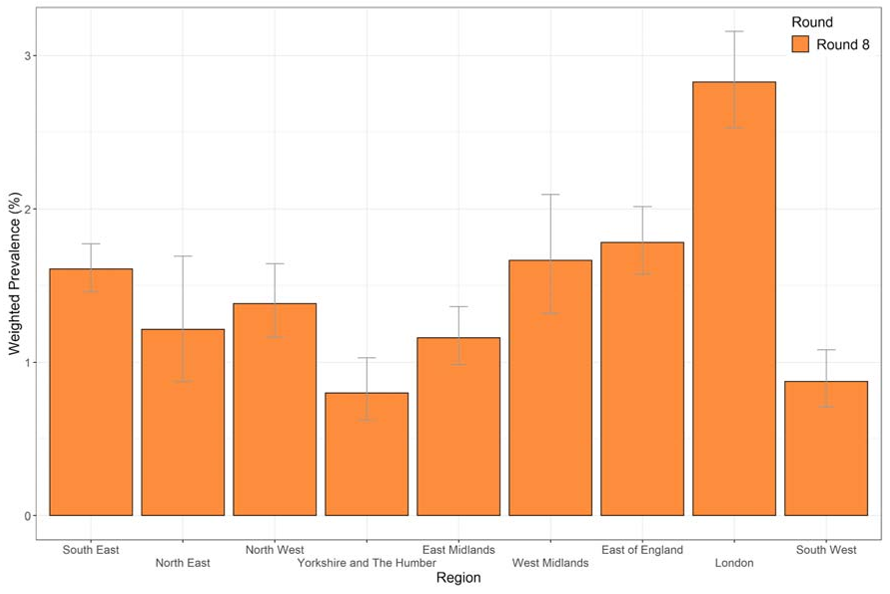 Round
Round 8
Weighted Prevalence (%)
3
2
1
0
South East
North East
North West
Yorkshire and The Humber
East Midlands
West Midlands
East of England
London
South West
Region